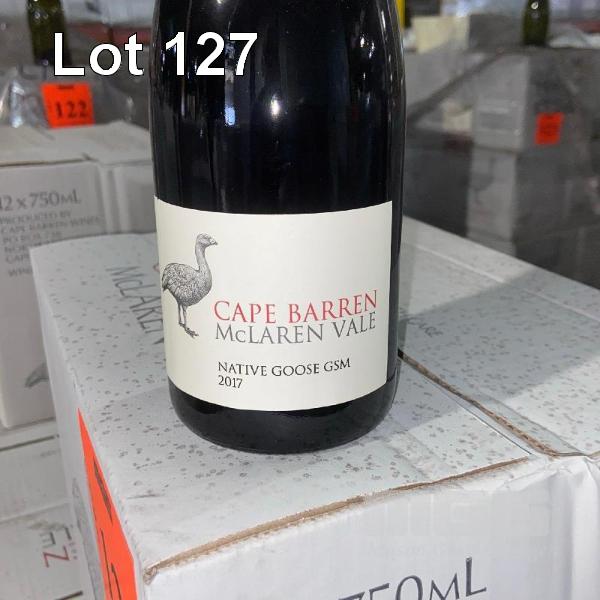 Lot 127
122
12 x 750ML
PRODUCED BY
CAPE BARREN WINES
McLAREN
CAPE BARREN
McLAREN VALE
NATIVE GOOSE GSM
2017
750ML